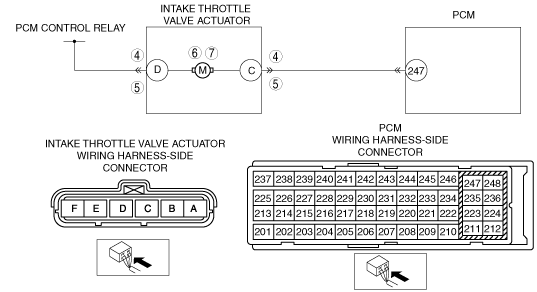 INTAKE THROTTLE
VALVE ACTUATOR
PCM
PCM CONTROL RELAY
4 6 7 4
D M C 247
5 5
INTAKE THROTTLE VALVE ACTUATOR
WIRING HARNESS-SIDE
CONNECTOR
F E D C B A
PCM
WIRING HARNESS-SIDE
CONNECTOR
237 238 239 240 241 242 243 244 245 246 247 248
225 226 227 228 229 230 231 232 233 234 235 236
213 214 215 216 217 218 219 220 221 222 223 224
201 202 203 204 205 206 207 208 209 210 211 212